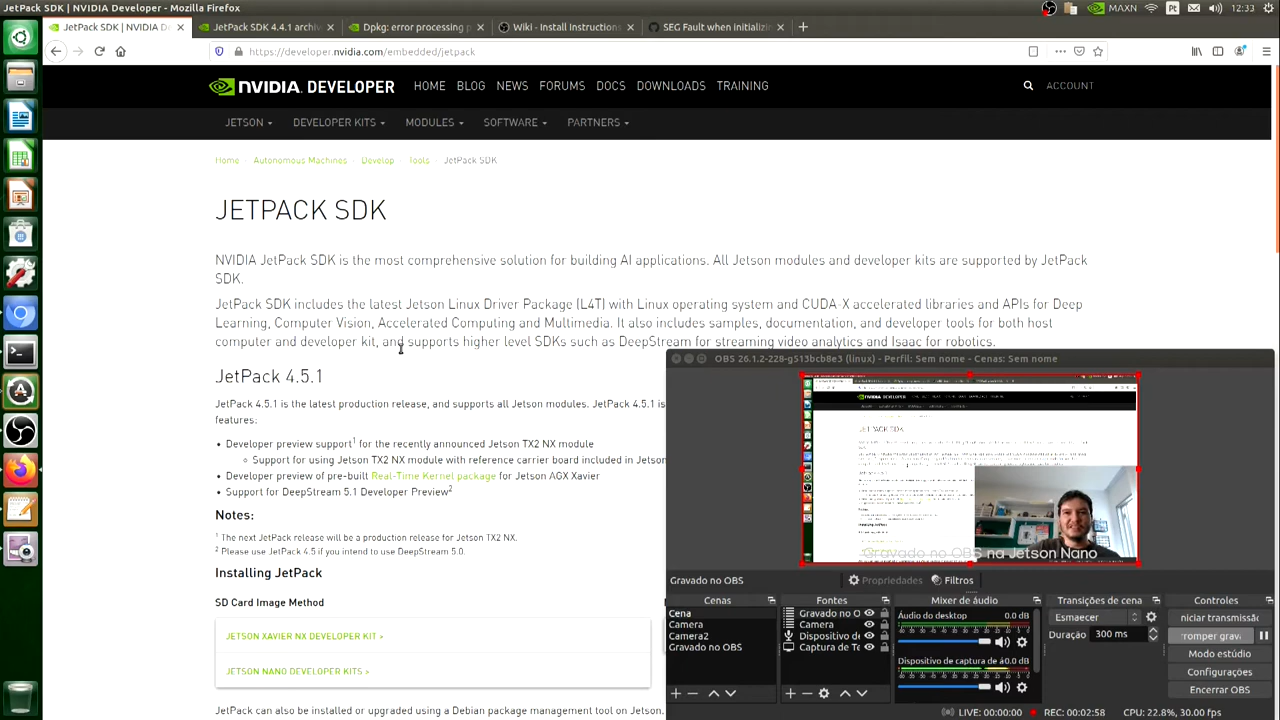 JetPack SDK | NVIDIA Developer - Mozilla Firefox
MAXN
Pt
12:33
JetPack SDK | NVIDIA D
JetPack SDK 4.4.1 archiv
Dpkg: error proc
Wiki - Install Instructions
SEG Fault when initializin
https://developer.nvidia.com/embedded/jetpack
NVIDIA. DEVELOPER
HOME
BLOG
NEWS
FORUMS
DOCS
DOWNLOADS
TRAINING
ACCOUNT
JETSON
DEVELOPER KITS
MODULES
SOFTWARE
PARTNERS
Home
Autonomous Machines
Develop
Tools
JetPack SDK
JETPACK SDK
NVIDIA JetPack SDK is the most comprehensive solution for building AI applications. All Jetson modules and developer kits are supported by JetPack
SDK.
JetPack SDK includes the latest Jetson Linux Driver Package (L4T) with Linux operating system and CUDA-X accelerated libraries and APIs for Deep
Learning, Computer Vision, Accelerated Computing and Multimedia. It also includes samples, documentation, and developer tools for both host
computer and developer kit, and supports higher level SDKs such as DeepStream for streaming video analytics and Isaac for robotics.
JetPack 4.5.1
JetPack 4.5.1 is the latest production release and supports all Jetson modules. JetPack 4.5.1
features:
Developer preview support1 for the recently announced Jetson TX2 NX module
Support for using Jetson TX2 NX module with reference carrier board included in Jetson
Developer preview of pre-built Real-Time Kernel package for Jetson AGX Xavier
Support for DeepStream 5.1 Developer Preview2
Notes:
1 The next JetPack release will be a production release for Jetson TX2 NX.
2 Please use JetPack 4.5 if you intend to use DeepStream 5.0.
Installing JetPack
SD Card Image Method
JETSON XAVIER NX DEVELOPER KIT >
JETSON NANO DEVELOPER KITS >
JetPack can also be installed or upgraded using a Debian package management tool on Jetson.
OBS 26.1.2-228-g513bcb8e3 (linux) - Perfil: Sem nome - Cenas: Sem nome
Gravado no OBS na Jetson Nano
Gravado no OBS
Propriedades
Filtros
Cenas
Cena
Camera
Camera2
Gravado no OBS
Fontes
Gravado no O
Camera
Dispositivo de
Captura de Te
Mixer de áudio
Áudio do desktop
0.0 dB
Dispositivo de captura de á
0.0 dB
Transições de cena
Esmaecer
Duração
300 ms
Controles
niciar transmissã
rromper grava
Modo estúdio
Configurações
Encerrar OBS
LIVE: 00:00:00
REC: 00:02:58
CPU: 22.8%, 30.00 fps